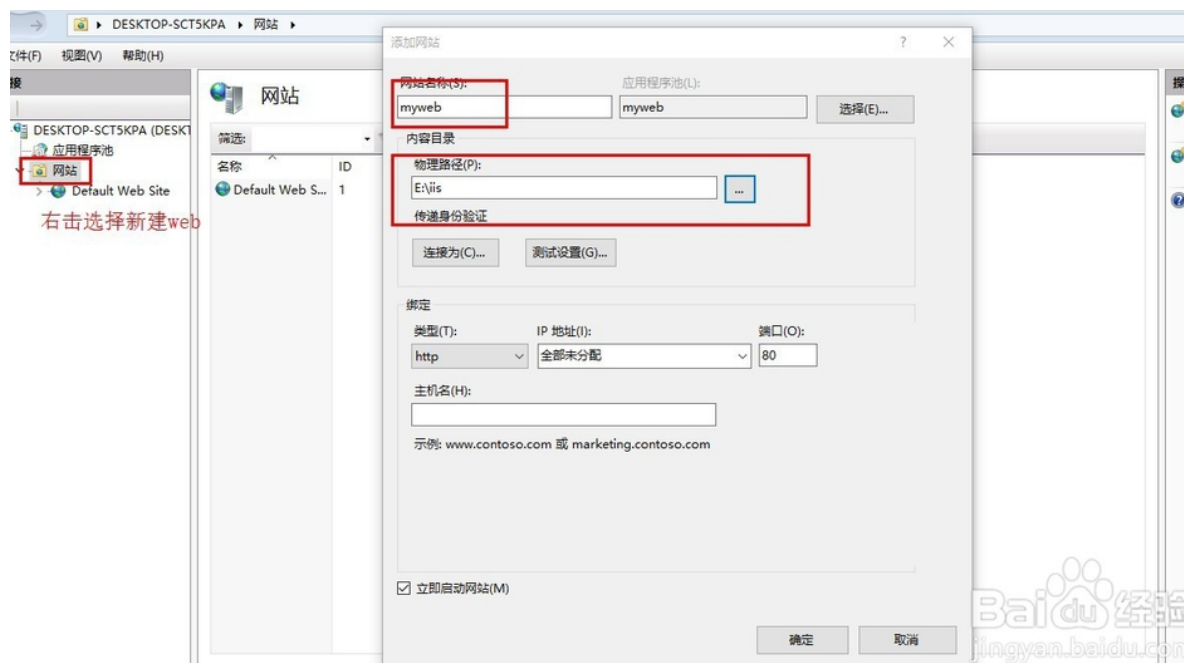 DESKTOP-SCT5KPA 网站
文件(F) 视图(V) 帮助(H)
接
DESKTOP-SCT5KPA (DESKT
应用程序池
网站
Default Web Site
右击选择新建web
网站
筛选:
名称 ID
Default Web S... 1
添加网站 ?
网站名称(S): 应用程序池(L):
myweb myweb 选择(E)...
内容目录
物理路径(P):
E:\iis ...
传递身份验证
连接为(C)... 测试设置(G)...
绑定
类型(T): IP 地址(I): 端口(O):
http 全部未分配 80
主机名(H):
示例: www.contoso.com 或 marketing.contoso.com
立即启动网站(M)
确定 取消
操
Baidu 经验
jingyan.baidu.com